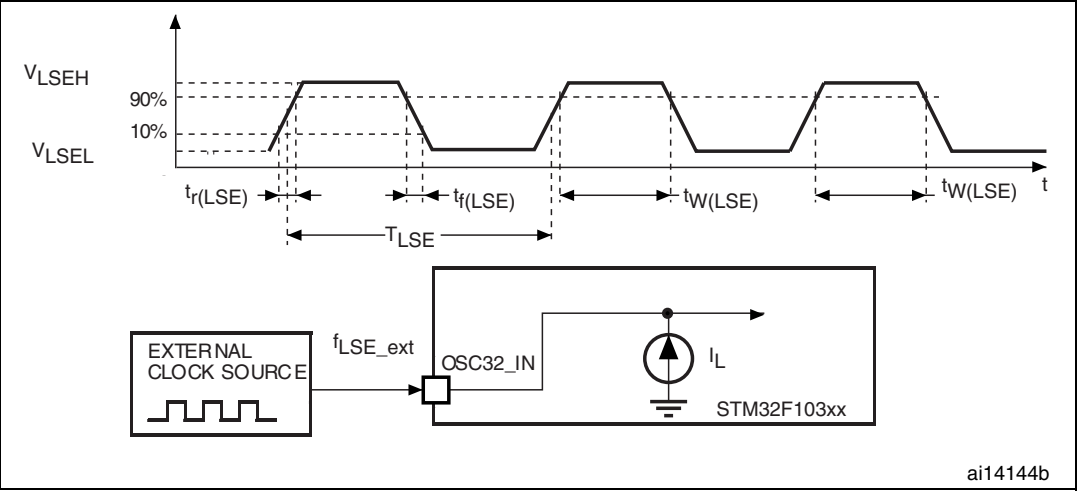 VLSEH
90%
10%
VLSEL
tr(LSE)
tf(LSE)
tW(LSE)
tW(LSE)
t
TLSE
EXTERNAL
CLOCK SOURCE
fLSE_ext
OSC32_IN
IL
STM32F103xx
ai14144b